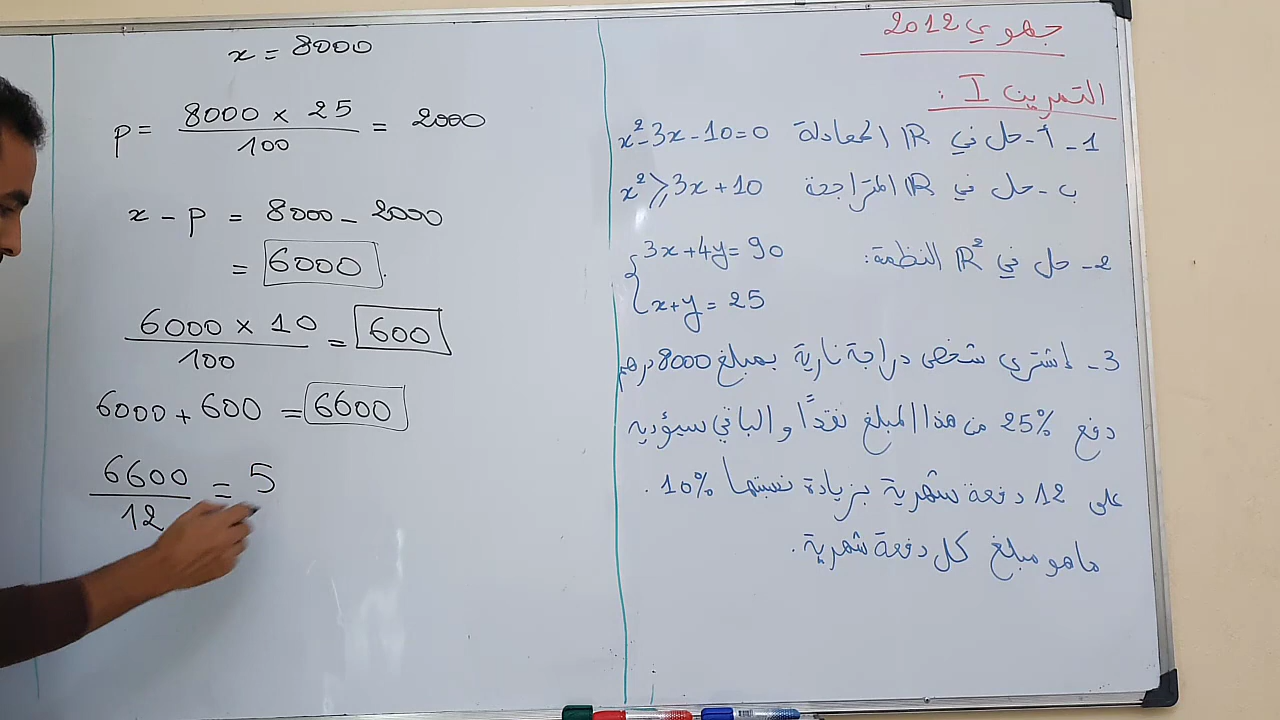 جهوي 2012
التمرين I :
1 - أ - حل في IR المعادلة x²-3x-10=0
ب - حل في IR المتراجحة x²⩾3x+10
2 - حل في IR² النظمة:
3x+4y=90
x+y=25
3 - اشترى شخص دراجة نارية بمبلغ 8000 درهم
دفع 25% من هذا المبلغ نقدًا و الباقي سيؤديه
على 12 دفعة شهرية بزيادة نسبتها 10%.
ماهو مبلغ كل دفعة شهرية.
x = 8000
p = 8000 × 25 / 100 = 2000
x - p = 8000 - 2000
= 6000.
6000 × 10 / 100 = 600
6000 + 600 = 6600
6600 / 12 = 5